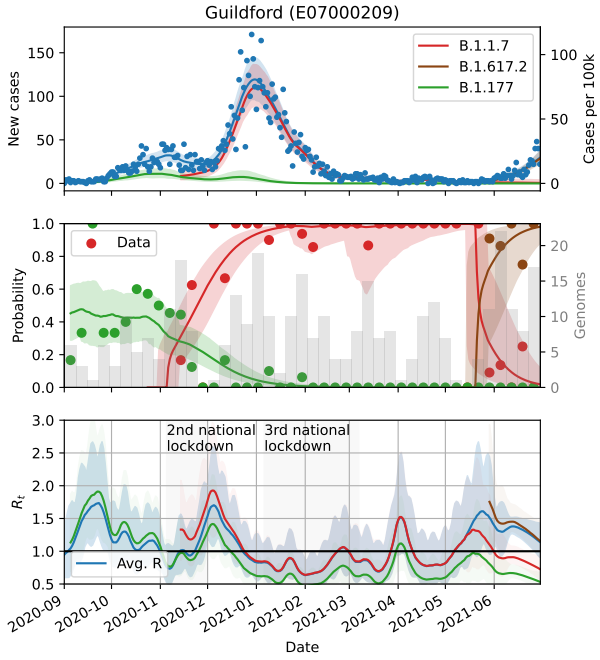 Guildford (E07000209)
New cases
150
100
50
0
B.1.1.7
B.1.617.2
B.1.177
100
50
0
Cases per 100k
Probability
1.0
0.8
0.6
0.4
0.2
0.0
Data
20
15
10
5
0
Genomes
R_t
3.0
2.5
2.0
1.5
1.0
0.5
2nd national
lockdown
3rd national
lockdown
Avg. R
2020-09
2020-10
2020-11
2020-12
2021-01
2021-02
2021-03
2021-04
2021-05
2021-06
Date